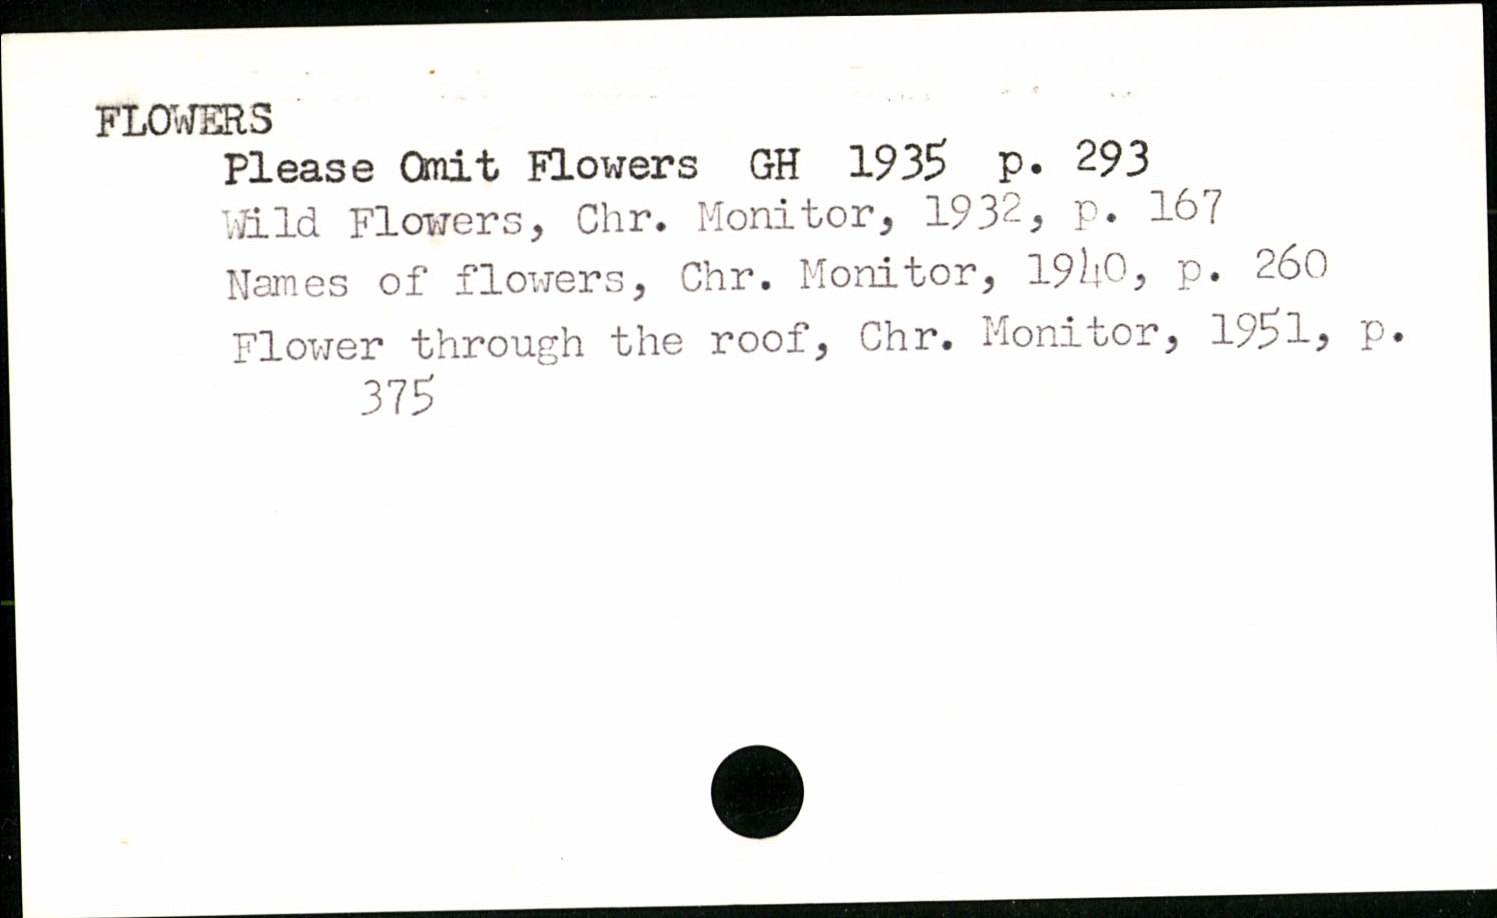 FLOWERS
Please Omit Flowers GH 1935 p. 293
Wild Flowers, Chr. Monitor, 1932, p. 167
Names of flowers, Chr. Monitor, 1940, p. 260
Flower through the roof, Chr. Monitor, 1951, p.
375